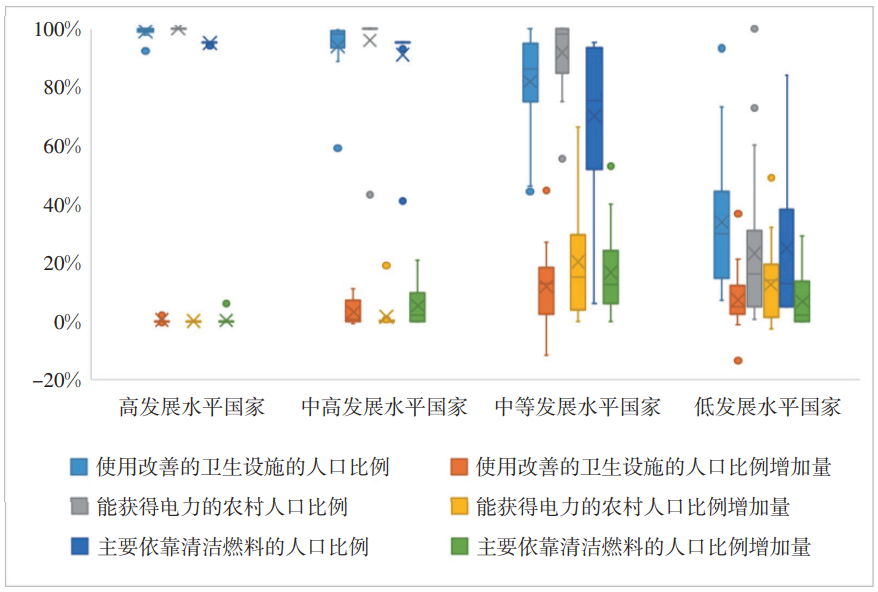 100%
80%
60%
40%
20%
0%
–20%
高发展水平国家 中高发展水平国家 中等发展水平国家 低发展水平国家
使用改善的卫生设施的人口比例 使用改善的卫生设施的人口比例增加量
能获得电力的农村人口比例 能获得电力的农村人口比例增加量
主要依靠清洁燃料的人口比例 主要依靠清洁燃料的人口比例增加量